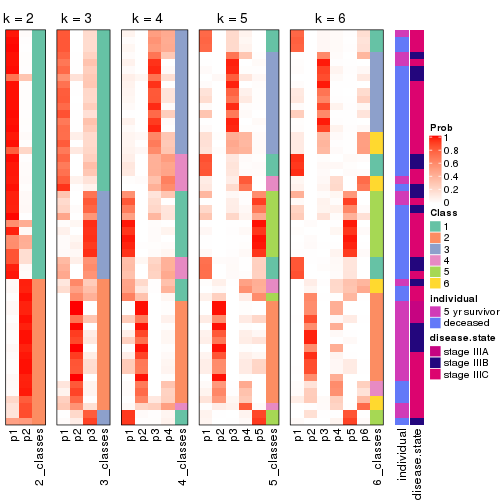 k = 2
k = 3
k = 4
k = 5
k = 6
p1
p2
2_classes
p1
p2
p3
3_classes
p1
p2
p3
p4
4_classes
p1
p2
p3
p4
p5
5_classes
p1
p2
p3
p4
p5
p6
6_classes
individual
disease.state
Prob
1
0.8
0.6
0.4
0.2
0
Class
1
2
3
4
5
6
individual
5 yr survivor
deceased
disease.state
stage IIIA
stage IIIB
stage IIIC